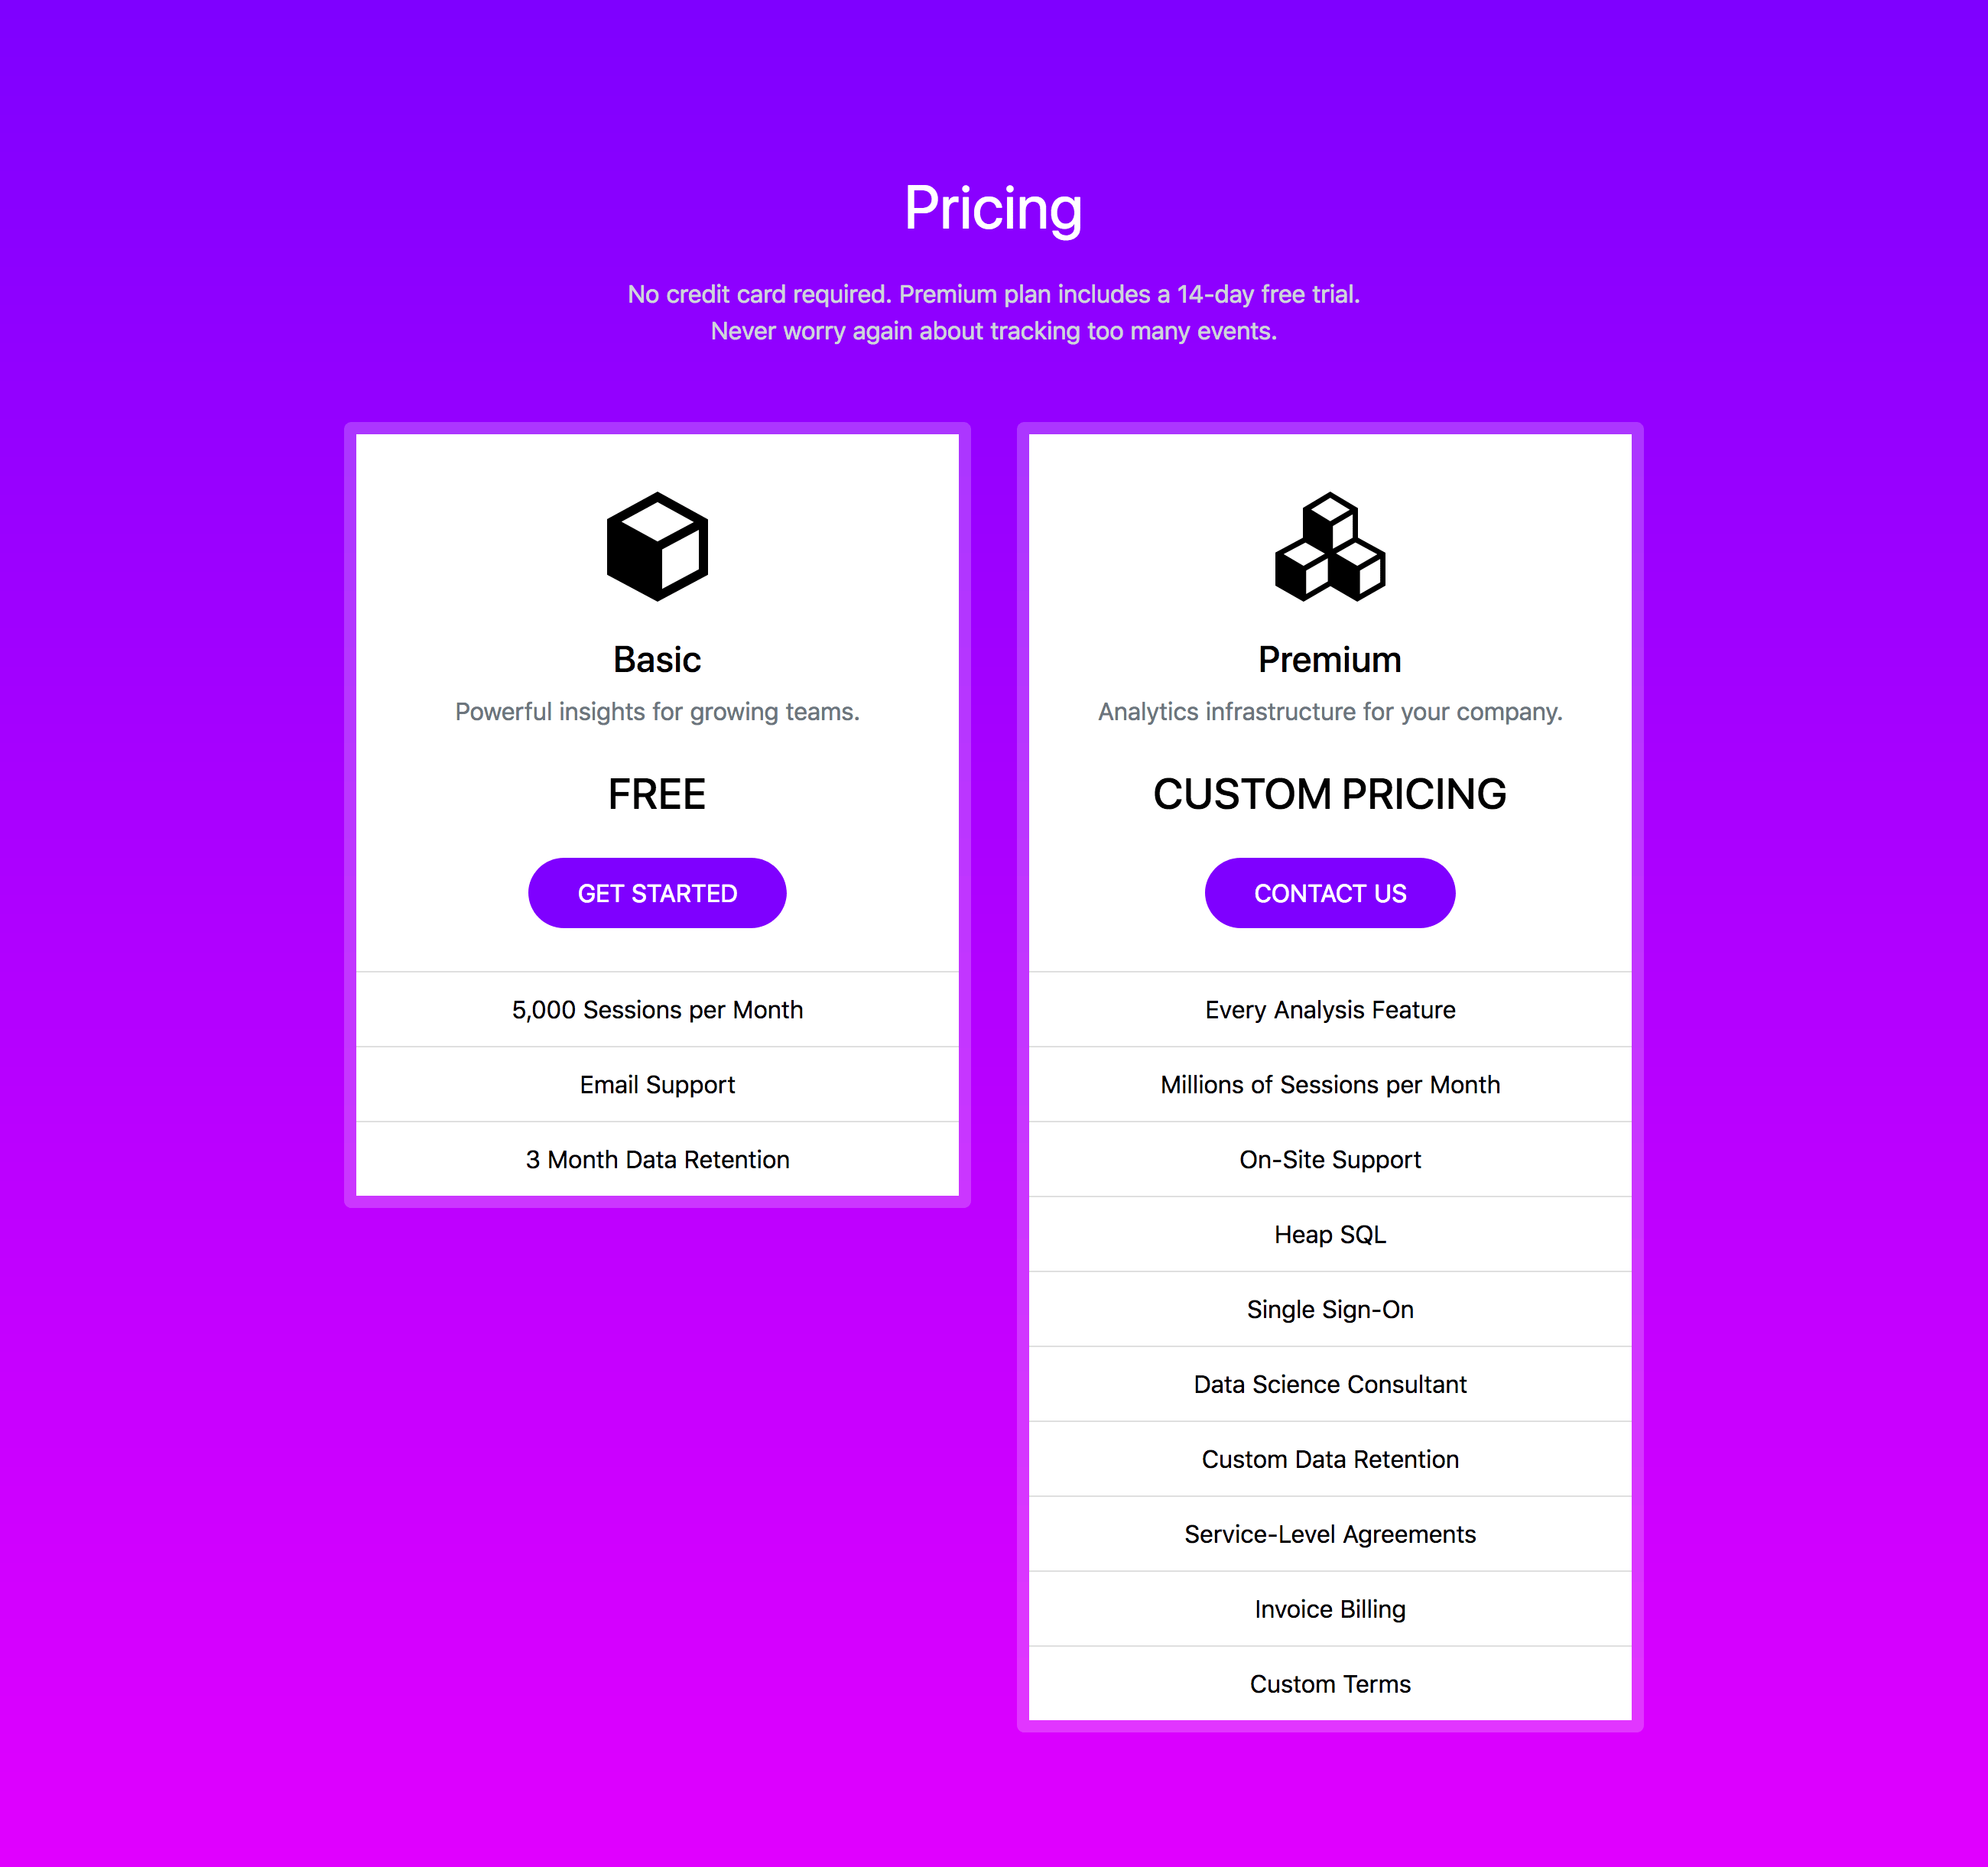 Pricing
No credit card required. Premium plan includes a 14-day free trial.
Never worry again about tracking too many events.
Basic
Powerful insights for growing teams.
FREE
GET STARTED
5,000 Sessions per Month
Email Support
3 Month Data Retention
Premium
Analytics infrastructure for your company.
CUSTOM PRICING
CONTACT US
Every Analysis Feature
Millions of Sessions per Month
On-Site Support
Heap SQL
Single Sign-On
Data Science Consultant
Custom Data Retention
Service-Level Agreements
Invoice Billing
Custom Terms